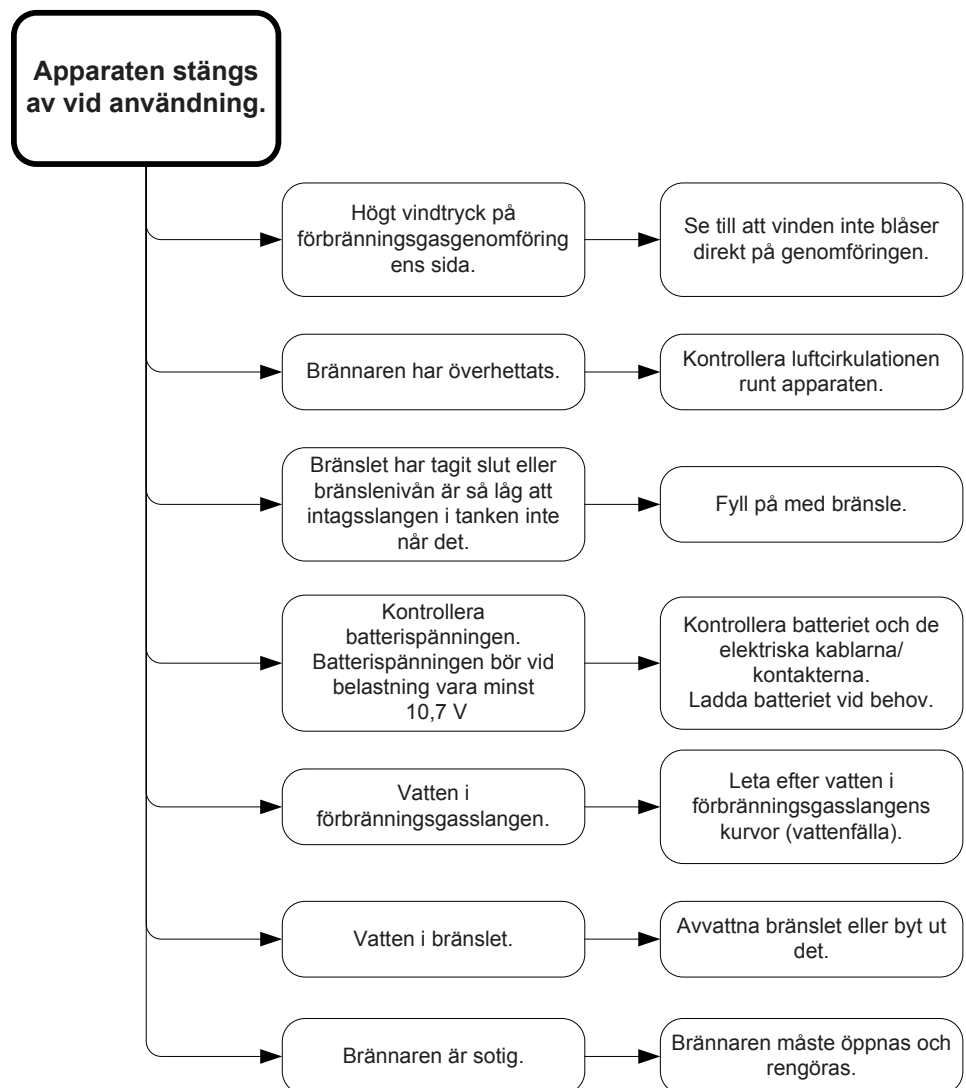 Apparaten stängs
av vid användning.
Högt vindtryck på
förbränningsgasgenomföring
ens sida.
Se till att vinden inte blåser
direkt på genomföringen.
Brännaren har överhettats.
Kontrollera luftcirkulationen
runt apparaten.
Bränslet har tagit slut eller
bränslenivån är så låg att
intagsslangen i tanken inte
når det.
Fyll på med bränsle.
Kontrollera
batterispänningen.
Batterispänningen bör vid
belastning vara minst
10,7 V
Kontrollera batteriet och de
elektriska kablarna/
kontakterna.
Ladda batteriet vid behov.
Vatten i
förbränningsgasslangen.
Leta efter vatten i
förbränningsgasslangens
kurvor (vattenfälla).
Vatten i bränslet.
Avvattna bränslet eller byt ut
det.
Brännaren är sotig.
Brännaren måste öppnas och
rengöras.